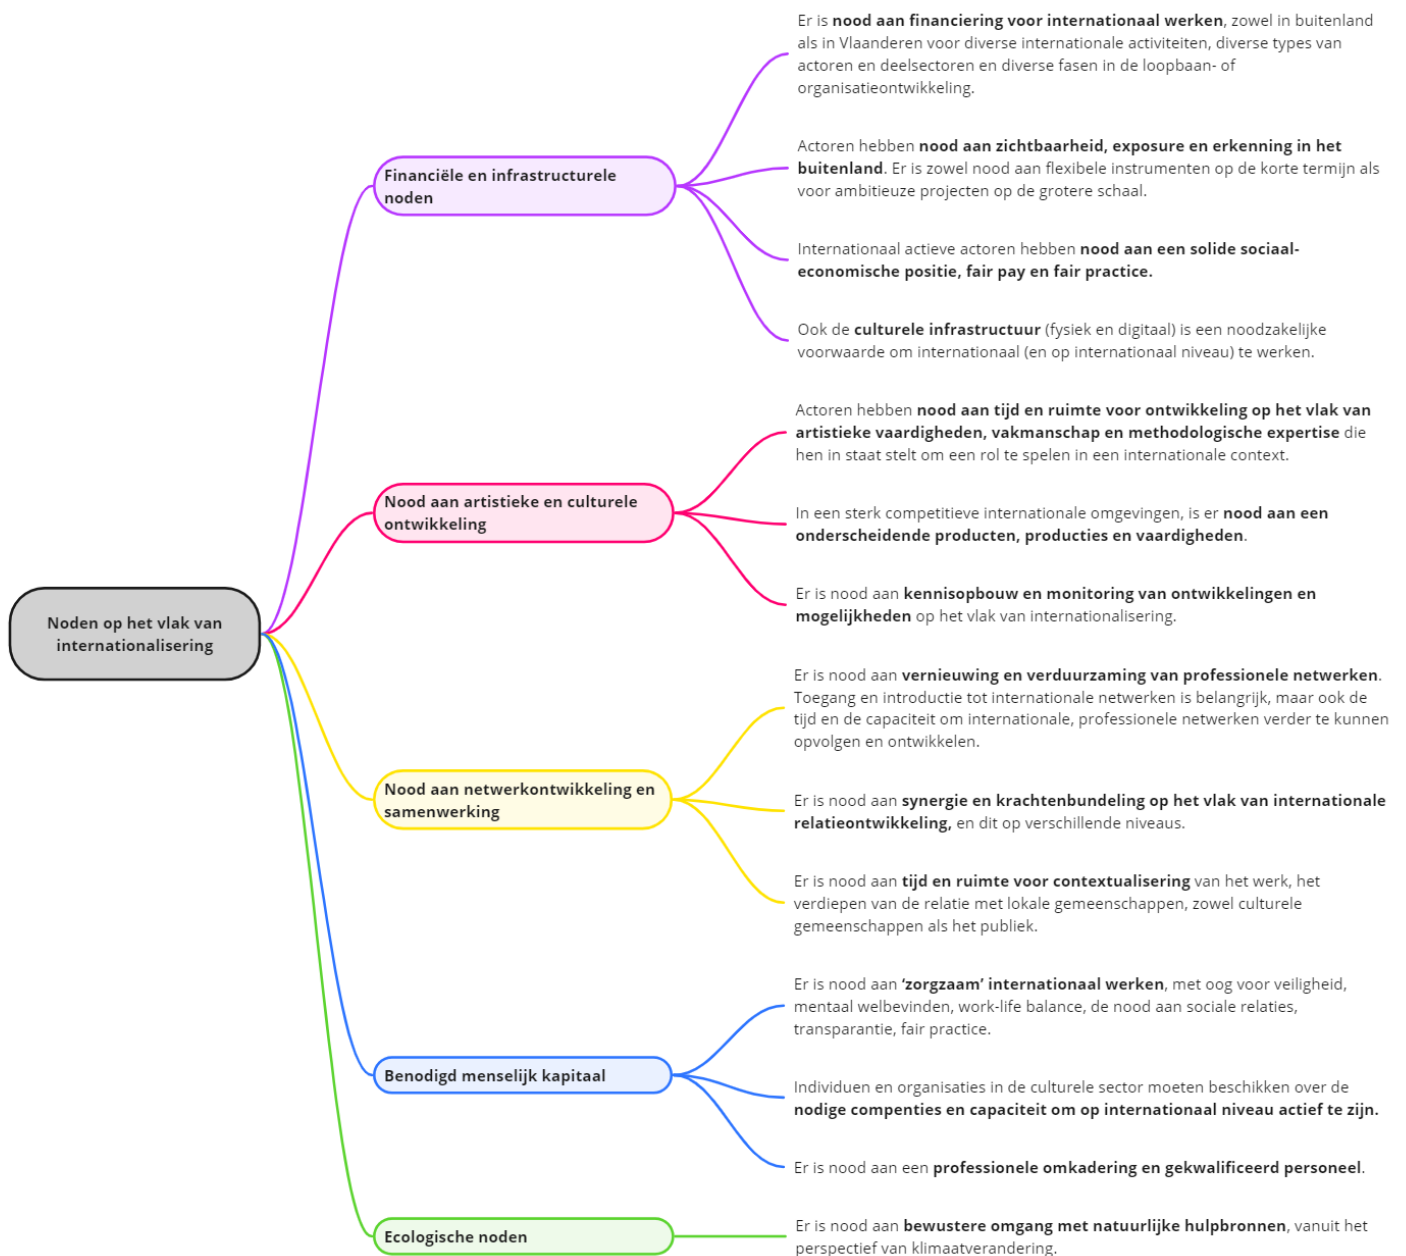 Noden op het vlak van
internationalisering
Financiële en infrastructurele
noden
Er is nood aan financiering voor internationaal werken, zowel in buitenland
als in Vlaanderen voor diverse internationale activiteiten, diverse types van
actoren en deelsectoren en diverse fasen in de loopbaan- of
organisatieontwikkeling.
Actoren hebben nood aan zichtbaarheid, exposure en erkenning in het
buitenland. Er is zowel nood aan flexibele instrumenten op de korte termijn als
voor ambitieuze projecten op de grotere schaal.
Internationaal actieve actoren hebben nood aan een solide sociaal-
economische positie, fair pay en fair practice.
Ook de culturele infrastructuur (fysiek en digitaal) is een noodzakelijke
voorwaarde om internationaal (en op internationaal niveau) te werken.
Nood aan artistieke en culturele
ontwikkeling
Actoren hebben nood aan tijd en ruimte voor ontwikkeling op het vlak van
artistieke vaardigheden, vakmanschap en methodologische expertise die
hen in staat stelt om een rol te spelen in een internationale context.
In een sterk competitieve internationale omgevingen, is er nood aan een
onderscheidende producten, producties en vaardigheden.
Er is nood aan kennisopbouw en monitoring van ontwikkelingen en
mogelijkheden op het vlak van internationalisering.
Nood aan netwerkontwikkeling en
samenwerking
Er is nood aan vernieuwing en verduurzaming van professionele netwerken.
Toegang en introductie tot internationale netwerken is belangrijk, maar ook de
tijd en de capaciteit om internationale, professionele netwerken verder te kunnen
opvolgen en ontwikkelen.
Er is nood aan synergie en krachtenbundeling op het vlak van internationale
relatieontwikkeling, en dit op verschillende niveaus.
Er is nood aan tijd en ruimte voor contextualisering van het werk, het
verdiepen van de relatie met lokale gemeenschappen, zowel culturele
gemeenschappen als het publiek.
Benodigd menselijk kapitaal
Er is nood aan ‘zorgzaam’ internationaal werken, met oog voor veiligheid,
mentaal welbevinden, work-life balance, de nood aan sociale relaties,
transparantie, fair practice.
Individuen en organisaties in de culturele sector moeten beschikken over de
nodige compenties en capaciteit om op internationaal niveau actief te zijn.
Er is nood aan een professionele omkadering en gekwalificeerd personeel.
Ecologische noden
Er is nood aan bewustere omgang met natuurlijke hulpbronnen, vanuit het
perspectief van klimaatverandering.